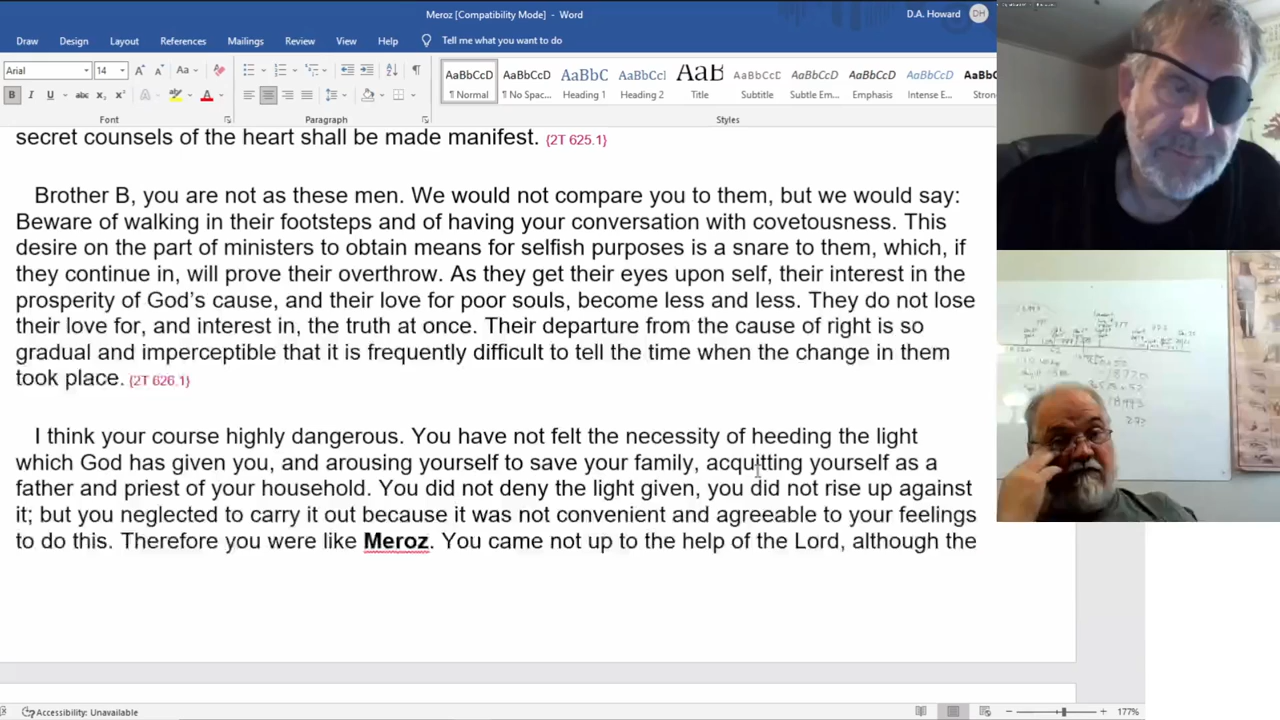 Meroz [Compatibility Mode] - Word
D.A. Howard DH
Draw Design Layout References Mailings Review View Help Tell me what you want to do
Arial 14
AaBbCcD AaBbCcD AaBbC AaBbCcl AaB AaBbCcD AaBbCcD AaBbCcD AaBbCcD AaBbC
¶ Normal ¶ No Spac... Heading 1 Heading 2 Title Subtitle Subtle Em... Emphasis Intense E... Stron
Font Paragraph Styles
secret counsels of the heart shall be made manifest. {2T 625.1}
Brother B, you are not as these men. We would not compare you to them, but we would say:
Beware of walking in their footsteps and of having your conversation with covetousness. This
desire on the part of ministers to obtain means for selfish purposes is a snare to them, which, if
they continue in, will prove their overthrow. As they get their eyes upon self, their interest in the
prosperity of God’s cause, and their love for poor souls, become less and less. They do not lose
their love for, and interest in, the truth at once. Their departure from the cause of right is so
gradual and imperceptible that it is frequently difficult to tell the time when the change in them
took place. {2T 626.1}
I think your course highly dangerous. You have not felt the necessity of heeding the light
which God has given you, and arousing yourself to save your family, acquitting yourself as a
father and priest of your household. You did not deny the light given, you did not rise up against
it; but you neglected to carry it out because it was not convenient and agreeable to your feelings
to do this. Therefore you were like Meroz. You came not up to the help of the Lord, although the
Accessibility: Unavailable
177%